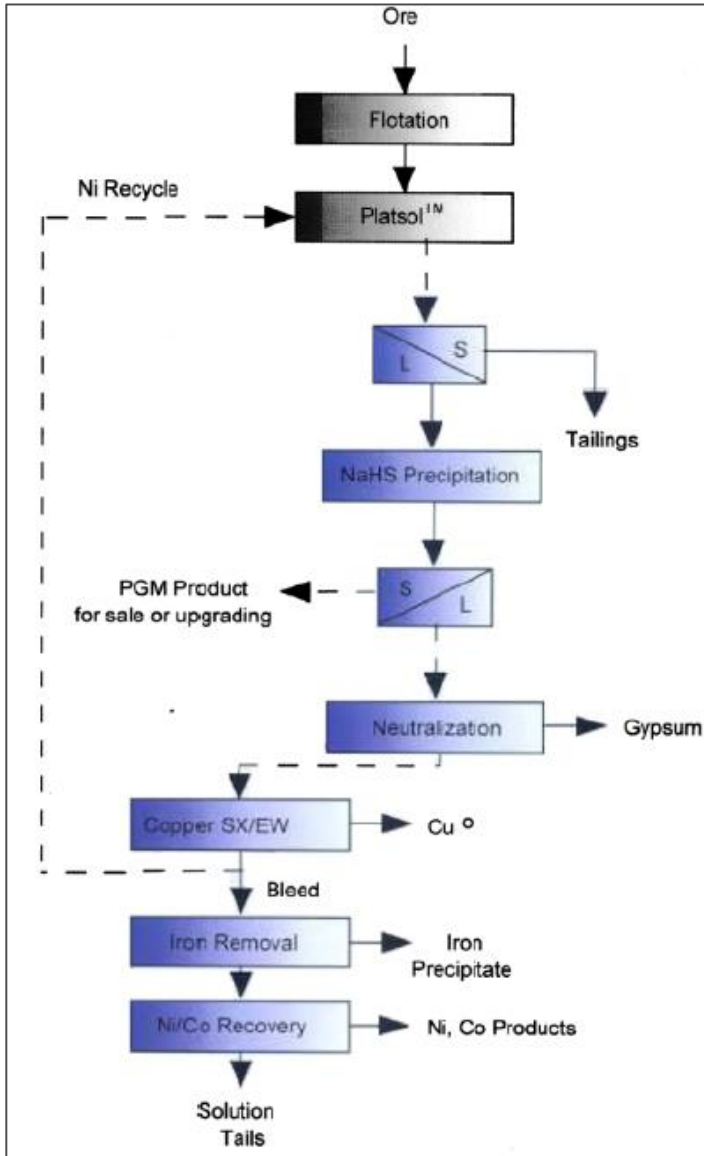 Ore
Flotation
Ni Recycle
Platsol™
L S
Tailings
NaHS Precipitation
PGM Product
for sale or upgrading
S L
Neutralization
Gypsum
Copper SX/EW
Cu °
Bleed
Iron Removal
Iron
Precipitate
Ni/Co Recovery
Ni, Co Products
Solution
Tails